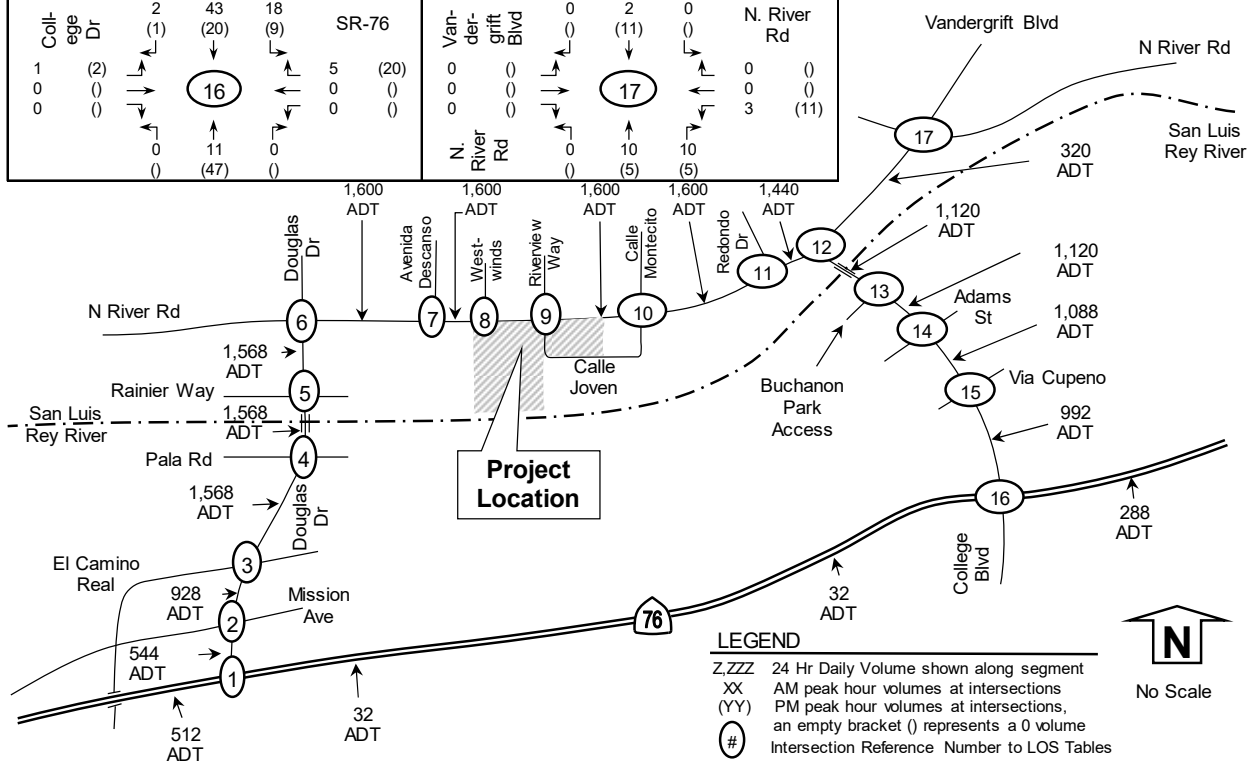 Coll-
ege
Dr
2 43 18
(1) (20) (9)
SR-76
1 (2)
0 ()
0 ()
16
5 (20)
0 ()
0 ()
0 11 0
() (47) ()
Van-
der-
grift
Blvd
0 2 0
() (11) ()
N. River
Rd
0 ()
0 ()
0 ()
17
0 ()
0 ()
3 (11)
N.
River
Rd
0 10 10
() (5) (5)
Vandergrift Blvd
N River Rd
17
San Luis
Rey River
320
ADT
1,600
ADT
1,600
ADT
1,600
ADT
1,600
ADT
1,440
ADT
1,120
ADT
Douglas
Dr
Avenida
Descanso
West-
winds
Riverview
Way
Calle
Montecito
Redondo
Dr
12
11
13
1,120
ADT
N River Rd
6
7
8
9
10
Adams
St
14
1,088
ADT
1,568
ADT
Calle
Joven
Buchanon
Park
Access
15
Via Cupeno
Rainier Way
5
San Luis
Rey River
1,568
ADT
992
ADT
Pala Rd
4
Project
Location
1,568
ADT
Douglas
Dr
16
288
ADT
El Camino
Real
3
College
Blvd
928
ADT
Mission
Ave
2
32
ADT
76
544
ADT
1
512
ADT
32
ADT
N
No Scale
LEGEND
Z,ZZZ 24 Hr Daily Volume shown along segment
XX AM peak hour volumes at intersections
(YY) PM peak hour volumes at intersections,
an empty bracket () represents a 0 volume
# Intersection Reference Number to LOS Tables